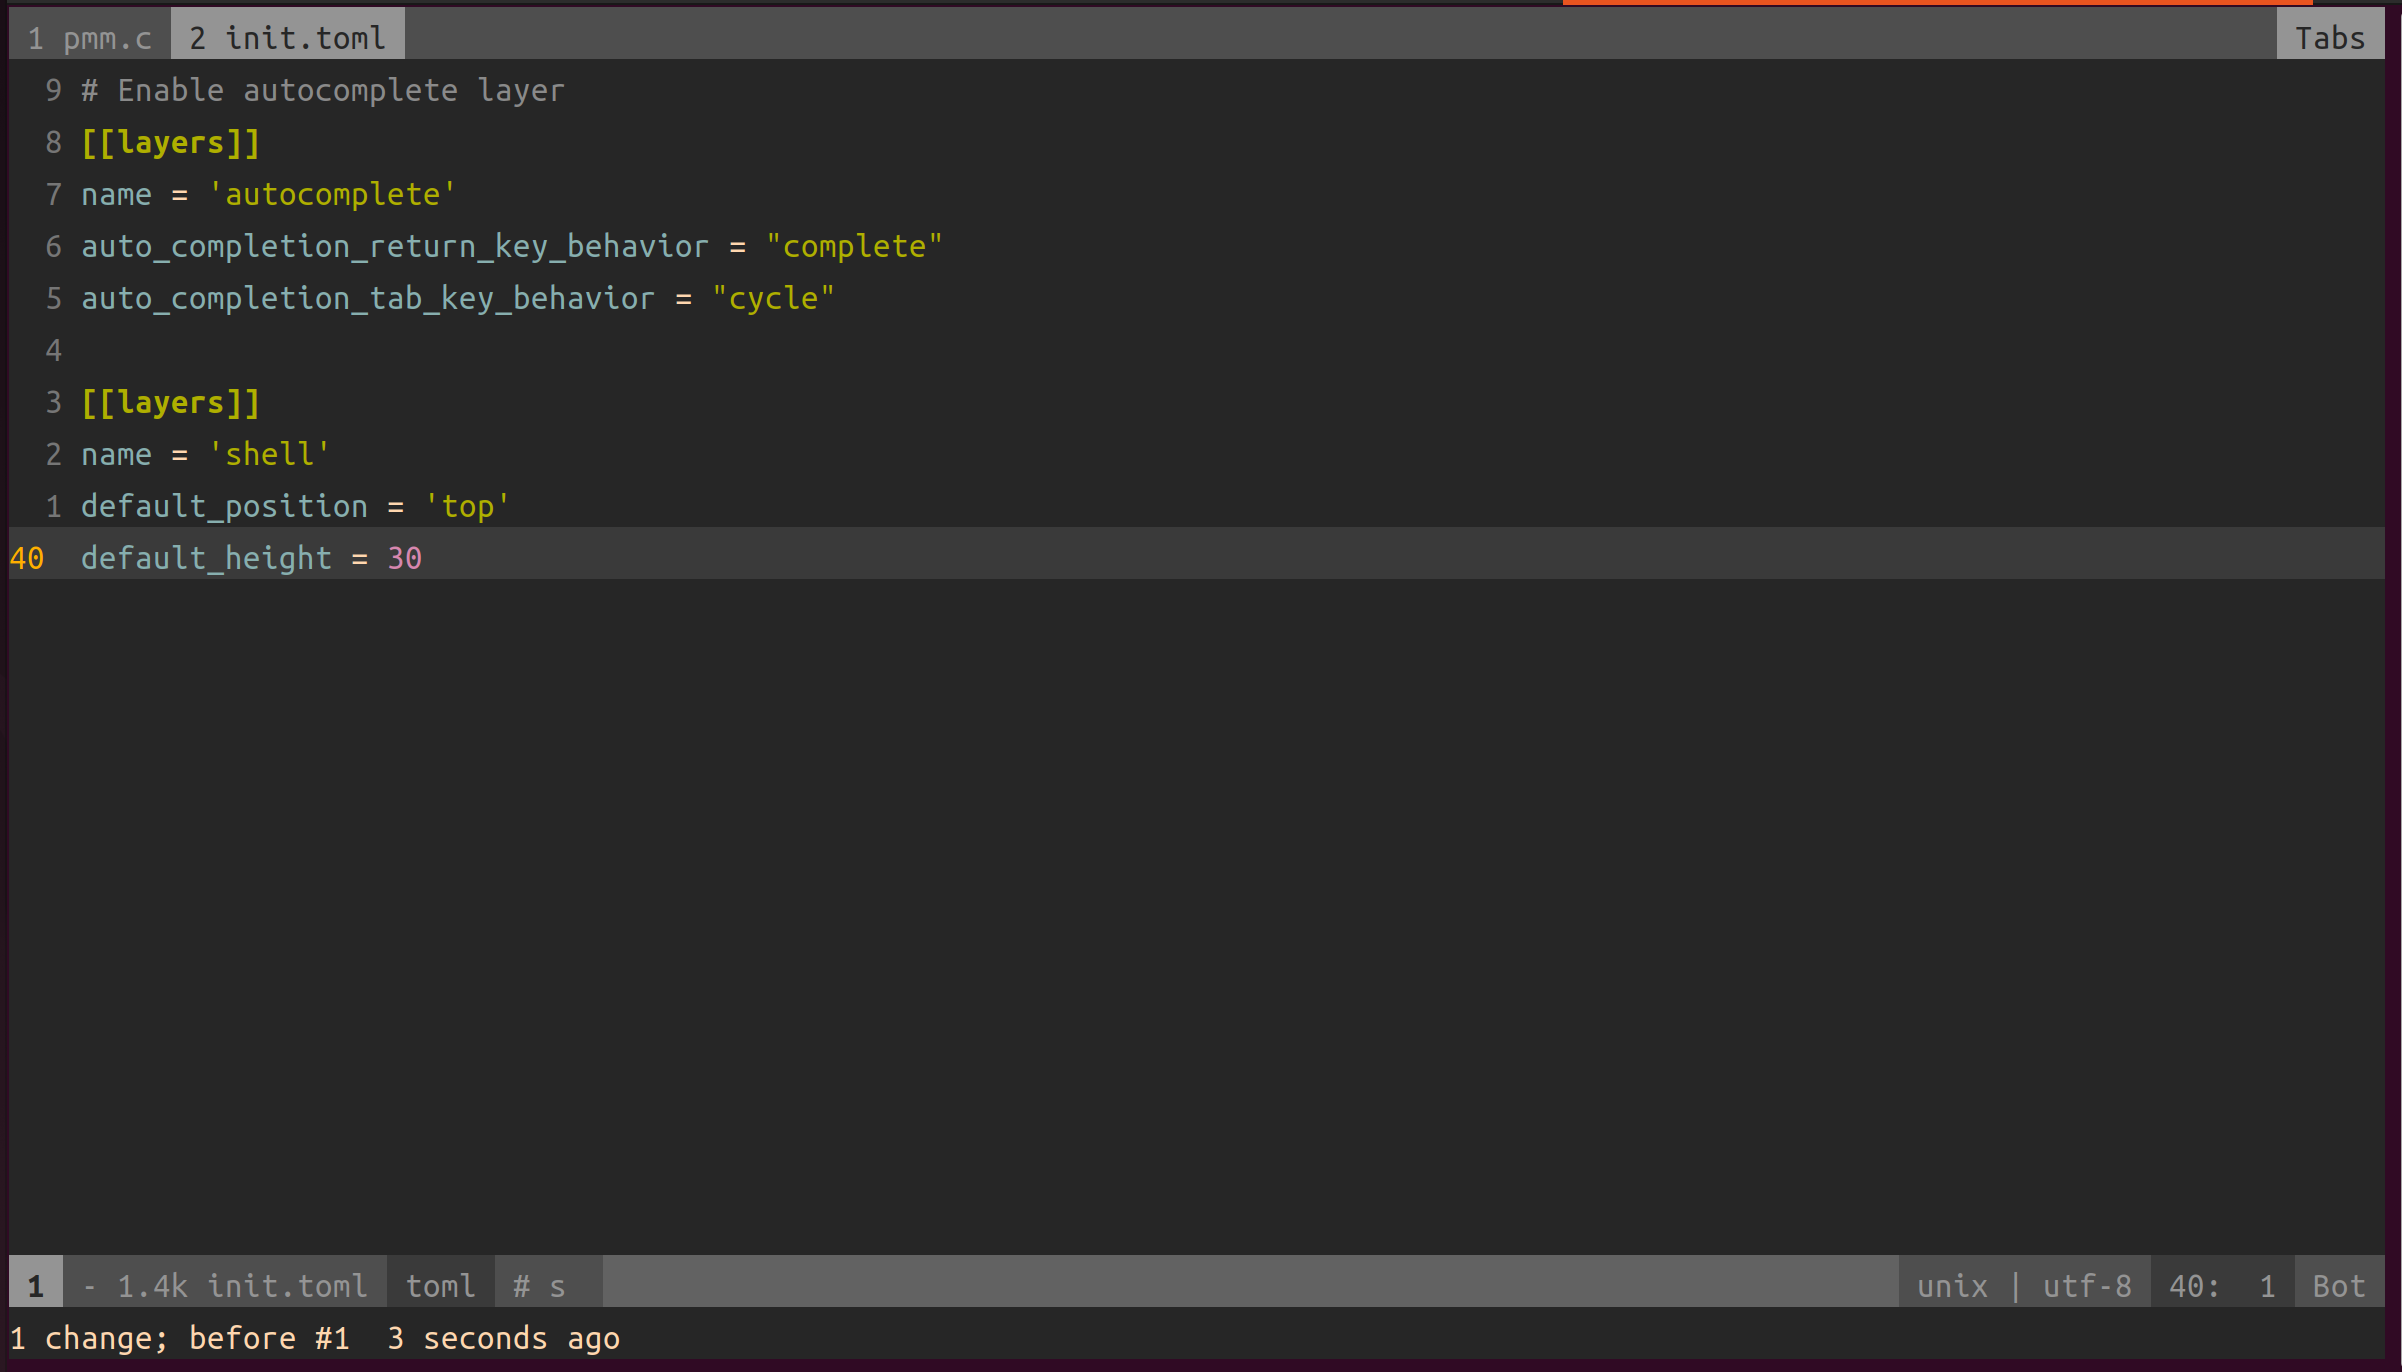 1 pmm.c 2 init.toml Tabs
9 # Enable autocomplete layer
8 [[layers]]
7 name = 'autocomplete'
6 auto_completion_return_key_behavior = "complete"
5 auto_completion_tab_key_behavior = "cycle"
4
3 [[layers]]
2 name = 'shell'
1 default_position = 'top'
40 default_height = 30
1 - 1.4k init.toml toml # s unix | utf-8 40: 1 Bot
1 change; before #1 3 seconds ago